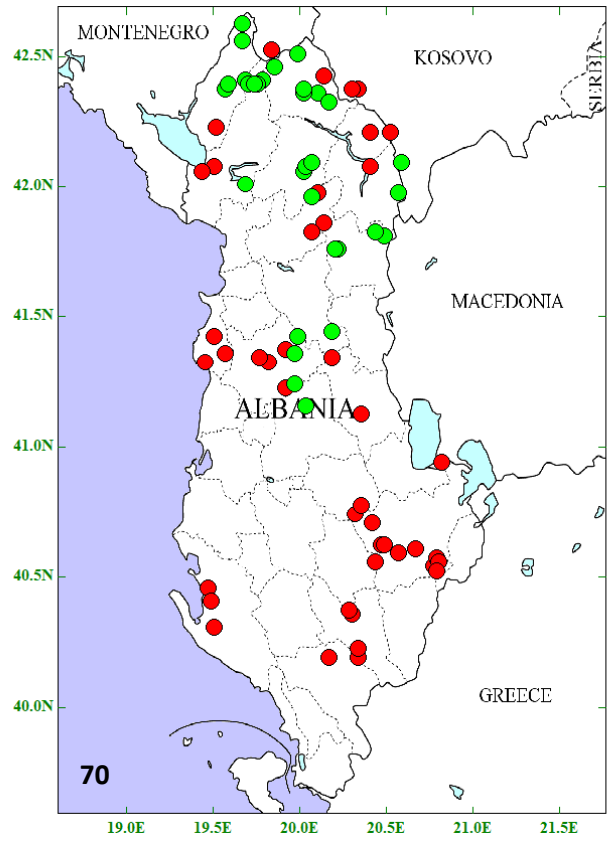 MONTENEGRO
KOSOVO
SERBIA
MACEDONIA
ALBANIA
GREECE
70
42.5N
42.0N
41.5N
41.0N
40.5N
40.0N
19.0E 19.5E 20.0E 20.5E 21.0E 21.5E